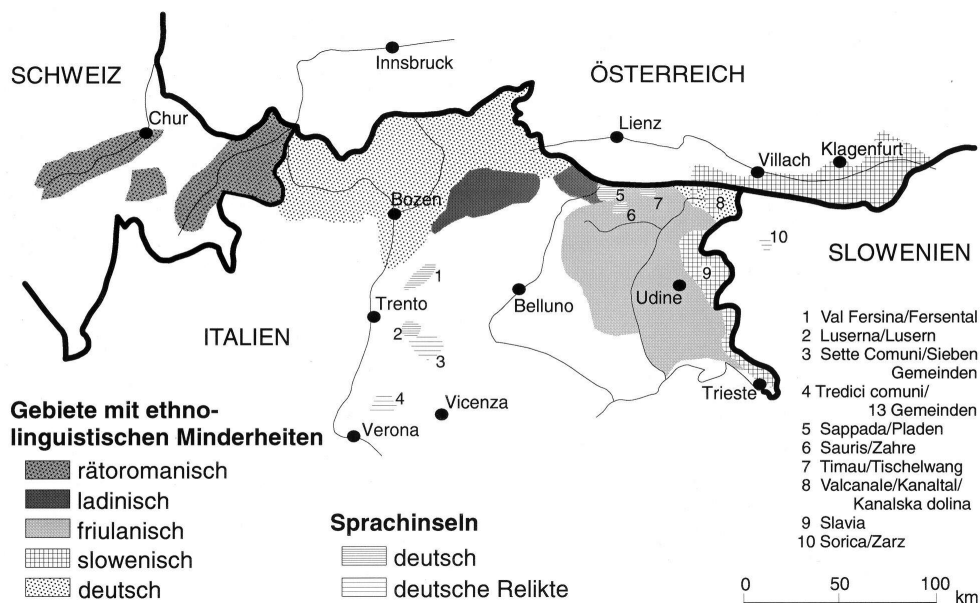 SCHWEIZ
Chur
Innsbruck
ÖSTERREICH
Lienz
Villach
Klagenfurt
Bozen
5
6
7
8
10
SLOWENIEN
9
1
Trento
2
3
4
Belluno
Udine
ITALIEN
Trieste
Vicenza
Verona
Gebiete mit ethno-
linguistischen Minderheiten
rätoromanisch
ladinisch
friulanisch
slowenisch
deutsch
Sprachinseln
deutsch
deutsche Relikte
1 Val Fersina/Fersental
2 Luserna/Lusern
3 Sette Comuni/Sieben
Gemeinden
4 Tredici comuni/
13 Gemeinden
5 Sappada/Pladen
6 Sauris/Zahre
7 Timau/Tischelwang
8 Valcanale/Kanaltal/
Kanalska dolina
9 Slavia
10 Sorica/Zarz
0 50 100
km